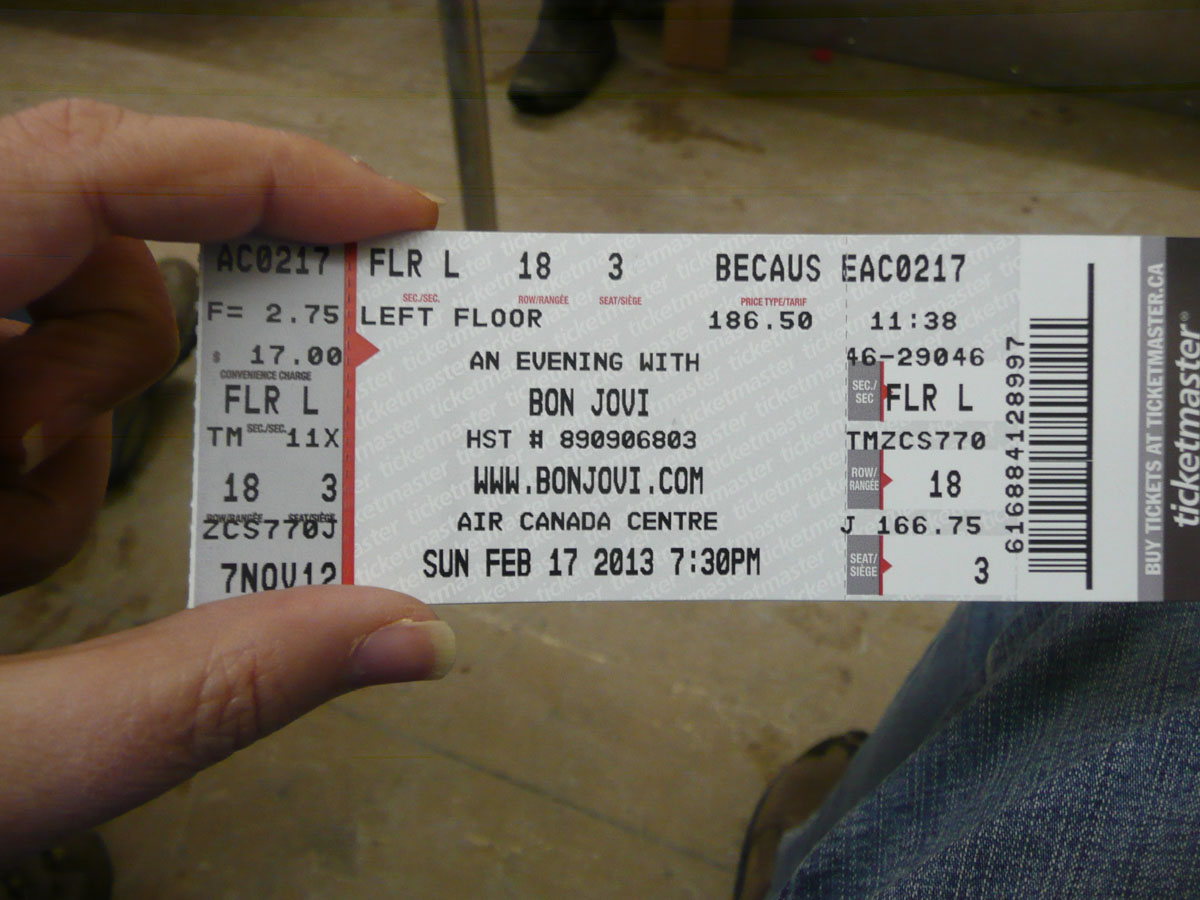 AC0217
F= 2.75
$ 17.00
CONVENIENCE CHARGE
FLR L
SEC./SEC.
TM 11X
18 3
ROW/RANGÉE SEAT/SIÈGE
ZCS770J
7NOV12
FLR L 18 3 BECAUS EAC0217
SEC./SEC. ROW/RANGÉE SEAT/SIÈGE PRICE TYPE/TARIF
LEFT FLOOR 186.50 11:38
AN EVENING WITH
BON JOVI
HST # 890906803
WWW.BONJOVI.COM
AIR CANADA CENTRE
SUN FEB 17 2013 7:30PM
46-29046
SEC./SEC FLR L
TMZCS770
ROW/RANGÉE 18
J 166.75
SEAT/SIÈGE 3
616884128997
BUY TICKETS AT TICKETMASTER.CA
ticketmaster®